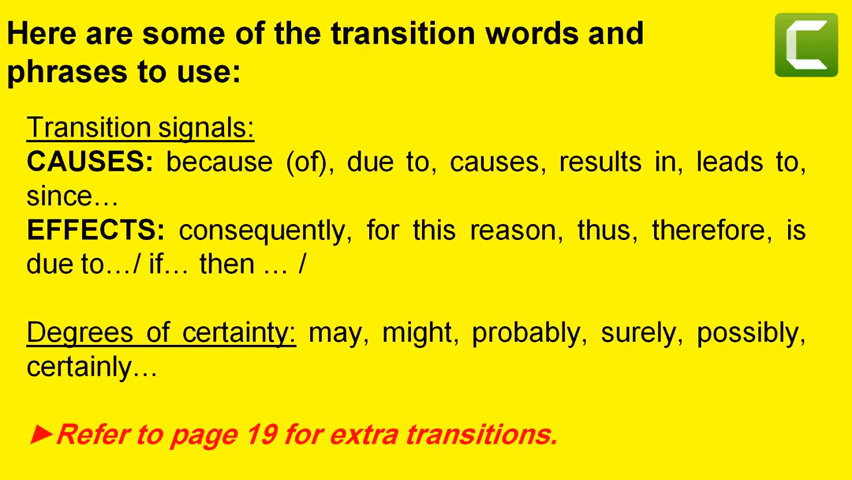 Here are some of the transition words and
phrases to use:
Transition signals:
CAUSES: because (of), due to, causes, results in, leads to,
since…
EFFECTS: consequently, for this reason, thus, therefore, is
due to…/ if… then … /
Degrees of certainty: may, might, probably, surely, possibly,
certainly…
►Refer to page 19 for extra transitions.